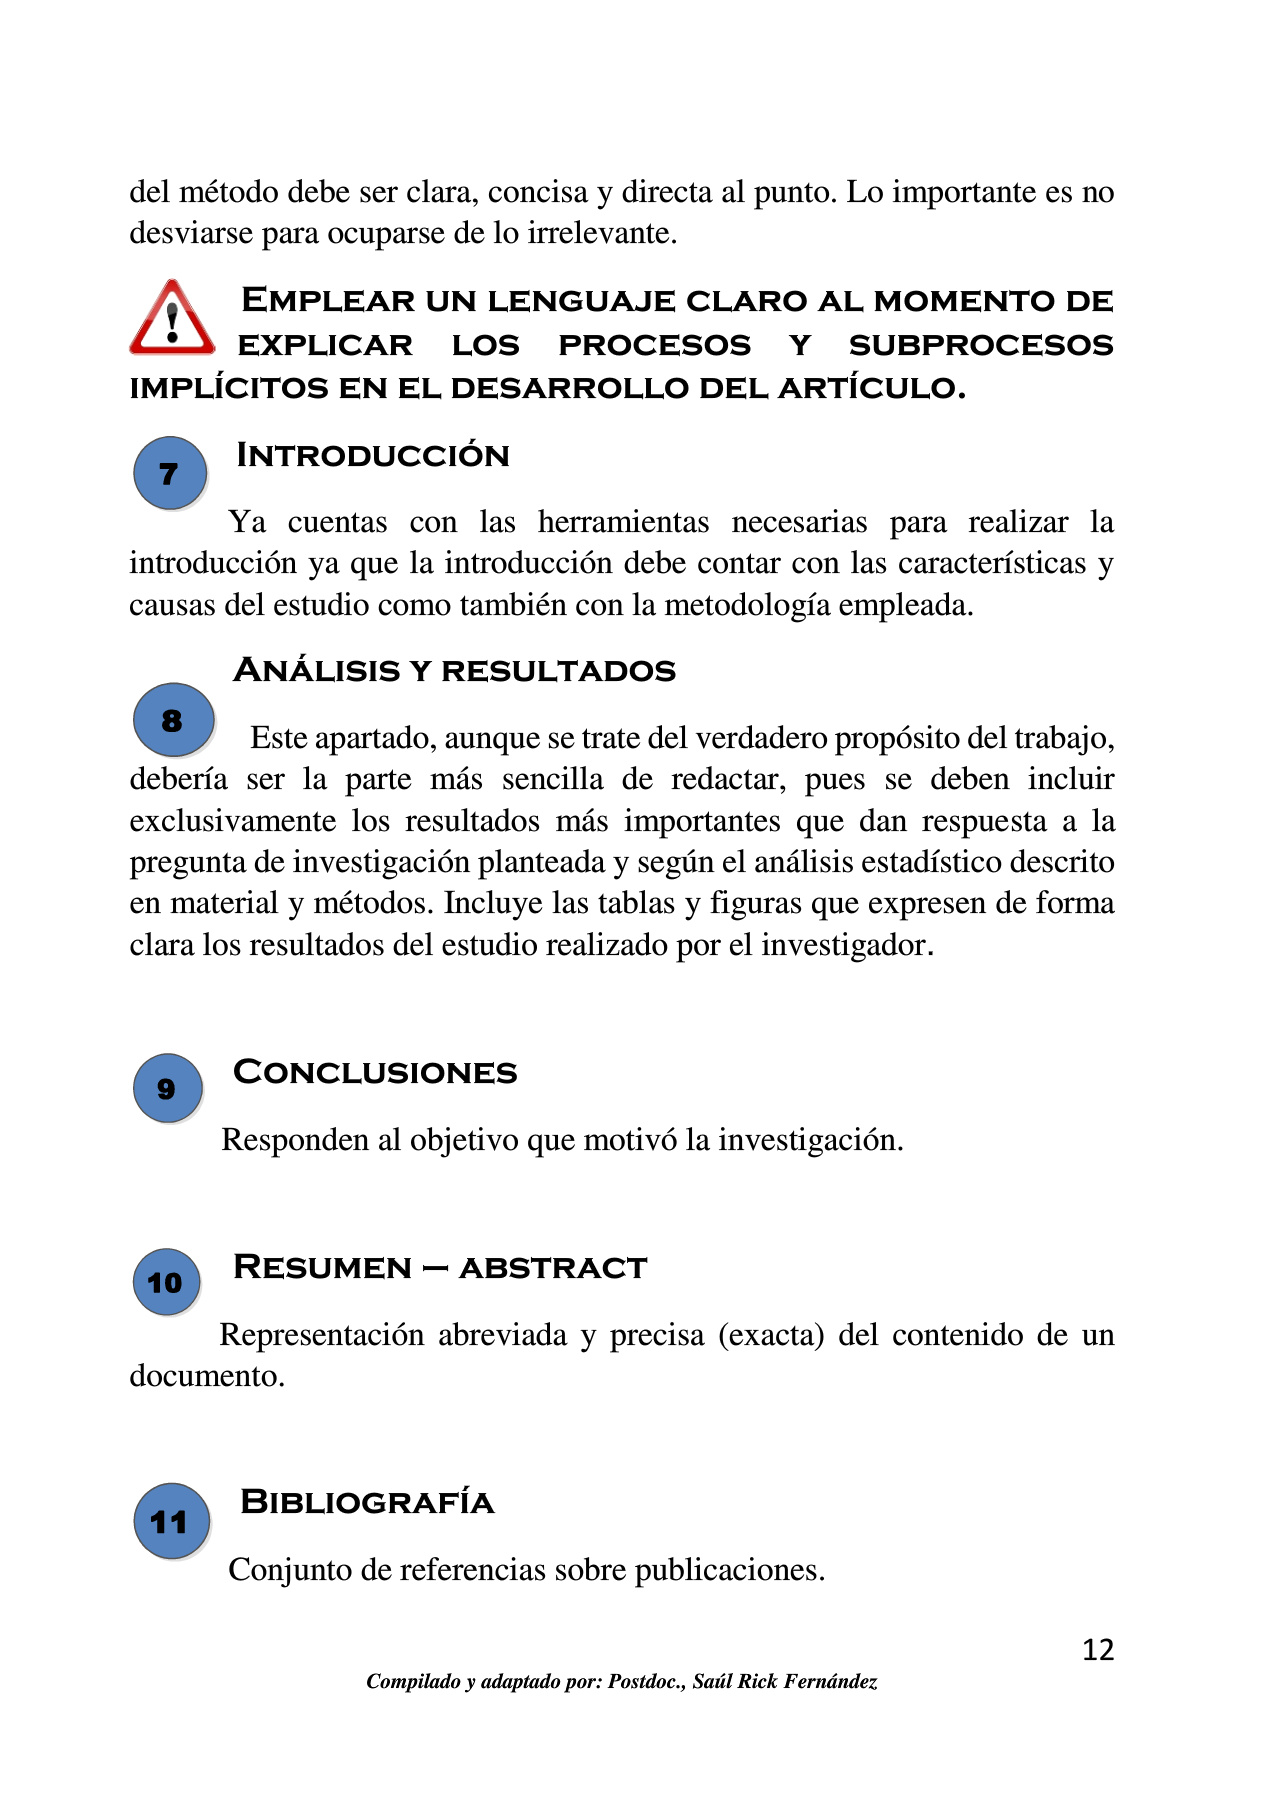 del método debe ser clara, concisa y directa al punto. Lo importante es no
desviarse para ocuparse de lo irrelevante.
EMPLEAR UN LENGUAJE CLARO AL MOMENTO DE
EXPLICAR LOS PROCESOS Y SUBPROCESOS
IMPLÍCITOS EN EL DESARROLLO DEL ARTÍCULO.
7 INTRODUCCIÓN
Ya cuentas con las herramientas necesarias para realizar la
introducción ya que la introducción debe contar con las características y
causas del estudio como también con la metodología empleada.
ANÁLISIS Y RESULTADOS
8
Este apartado, aunque se trate del verdadero propósito del trabajo,
debería ser la parte más sencilla de redactar, pues se deben incluir
exclusivamente los resultados más importantes que dan respuesta a la
pregunta de investigación planteada y según el análisis estadístico descrito
en material y métodos. Incluye las tablas y figuras que expresen de forma
clara los resultados del estudio realizado por el investigador.
9 CONCLUSIONES
Responden al objetivo que motivó la investigación.
10 RESUMEN – ABSTRACT
Representación abreviada y precisa (exacta) del contenido de un
documento.
11 BIBLIOGRAFÍA
Conjunto de referencias sobre publicaciones.
12
Compilado y adaptado por: Postdoc., Saúl Rick Fernández